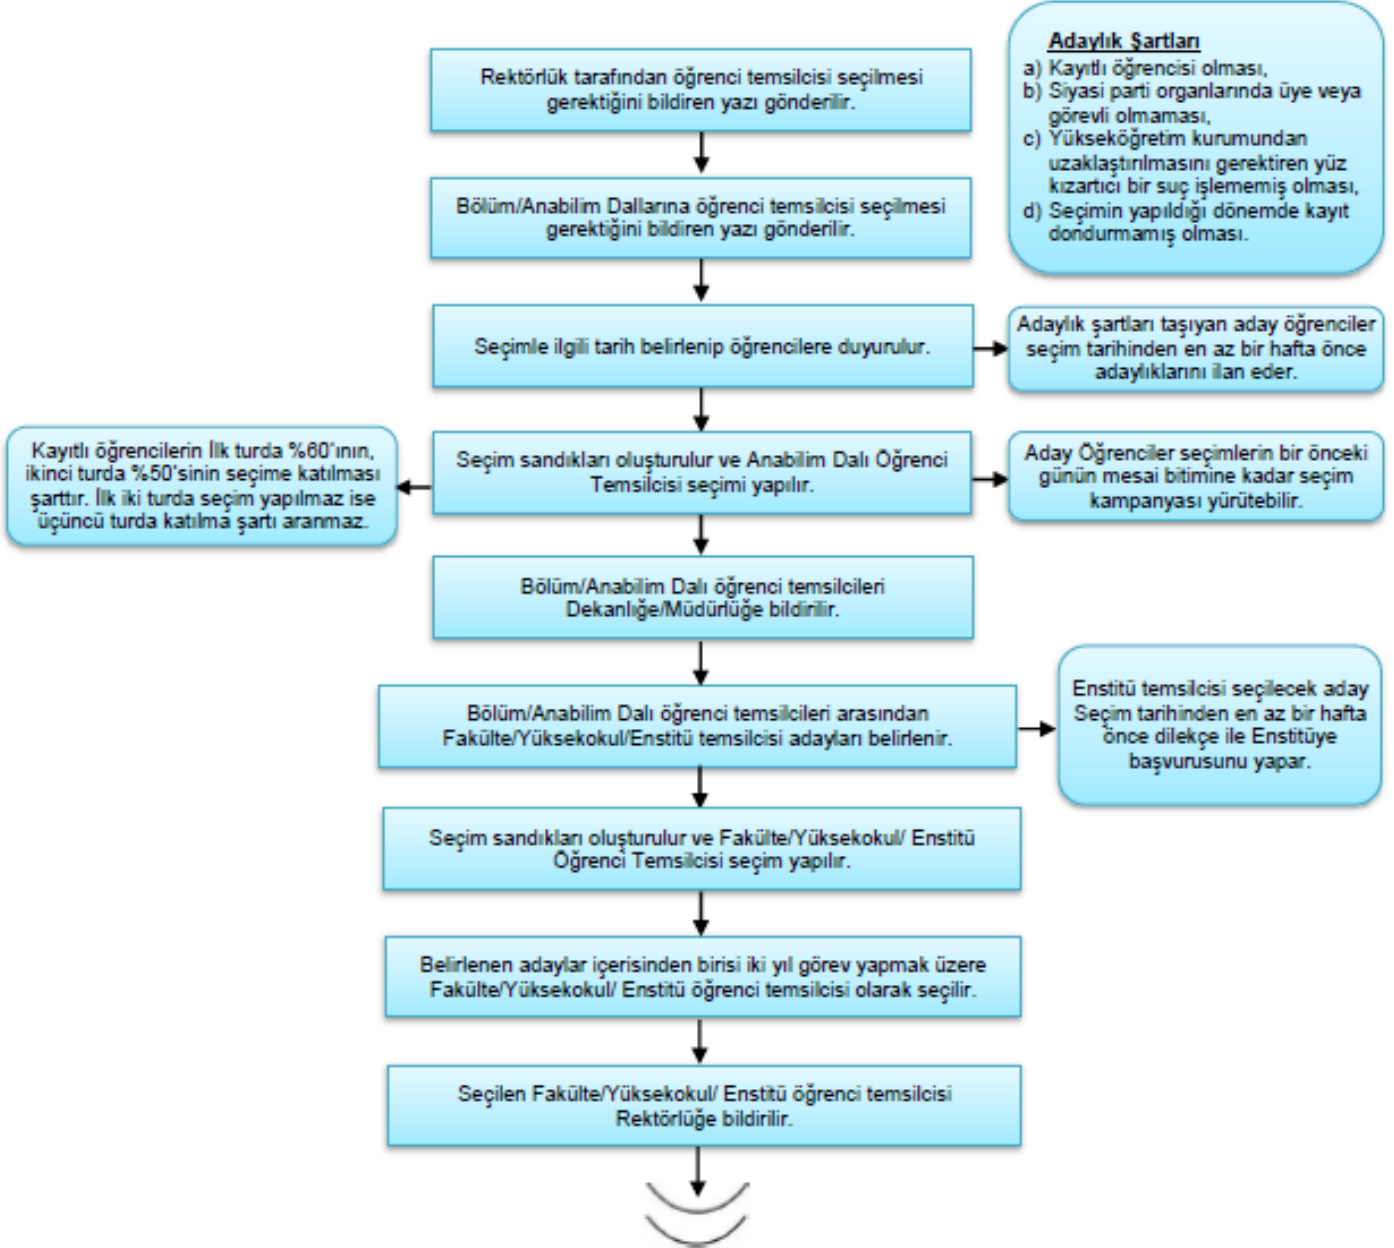 Rektörlük tarafından öğrenci temsilcisi seçilmesi
gerektiğini bildiren yazı gönderilir.
Adaylık Şartları
a) Kayıtlı öğrencisi olması,
b) Siyasi parti organlarında üye veya
görevli olmaması,
c) Yükseköğretim kurumundan
uzaklaştırılmasını gerektiren yüz
kızartıcı bir suç işlememiş olması,
d) Seçimin yapıldığı dönemde kayıt
dondurmamış olması.
Bölüm/Anabilim Dallarına öğrenci temsilcisi seçilmesi
gerektiğini bildiren yazı gönderilir.
Seçimle ilgili tarih belirlenip öğrencilere duyurulur.
Adaylık şartları taşıyan aday öğrenciler
seçim tarihinden en az bir hafta önce
adaylıklarını ilan eder.
Kayıtlı öğrencilerin İlk turda %60'ının,
ikinci turda %50'sinin seçime katılması
şarttır. İlk iki turda seçim yapılmaz ise
üçüncü turda katılma şartı aranmaz.
Seçim sandıkları oluşturulur ve Anabilim Dalı Öğrenci
Temsilcisi seçimi yapılır.
Aday Öğrenciler seçimlerin bir önceki
günün mesai bitimine kadar seçim
kampanyası yürütebilir.
Bölüm/Anabilim Dalı öğrenci temsilcileri
Dekanlığe/Müdürlüğe bildirilir.
Bölüm/Anabilim Dalı öğrenci temsilcileri arasından
Fakülte/Yüksekokul/Enstitü temsilcisi adayları belirlenir.
Enstitü temsilcisi seçilecek aday
Seçim tarihinden en az bir hafta
önce dilekçe ile Enstitüye
başvurusunu yapar.
Seçim sandıkları oluşturulur ve Fakülte/Yüksekokul/ Enstitü
Öğrenci Temsilcisi seçim yapılır.
Belirlenen adaylar içerisinden birisi iki yıl görev yapmak üzere
Fakülte/Yüksekokul/ Enstitü öğrenci temsilcisi olarak seçilir.
Seçilen Fakülte/Yüksekokul/ Enstitü öğrenci temsilcisi
Rektörlüğe bildirilir.